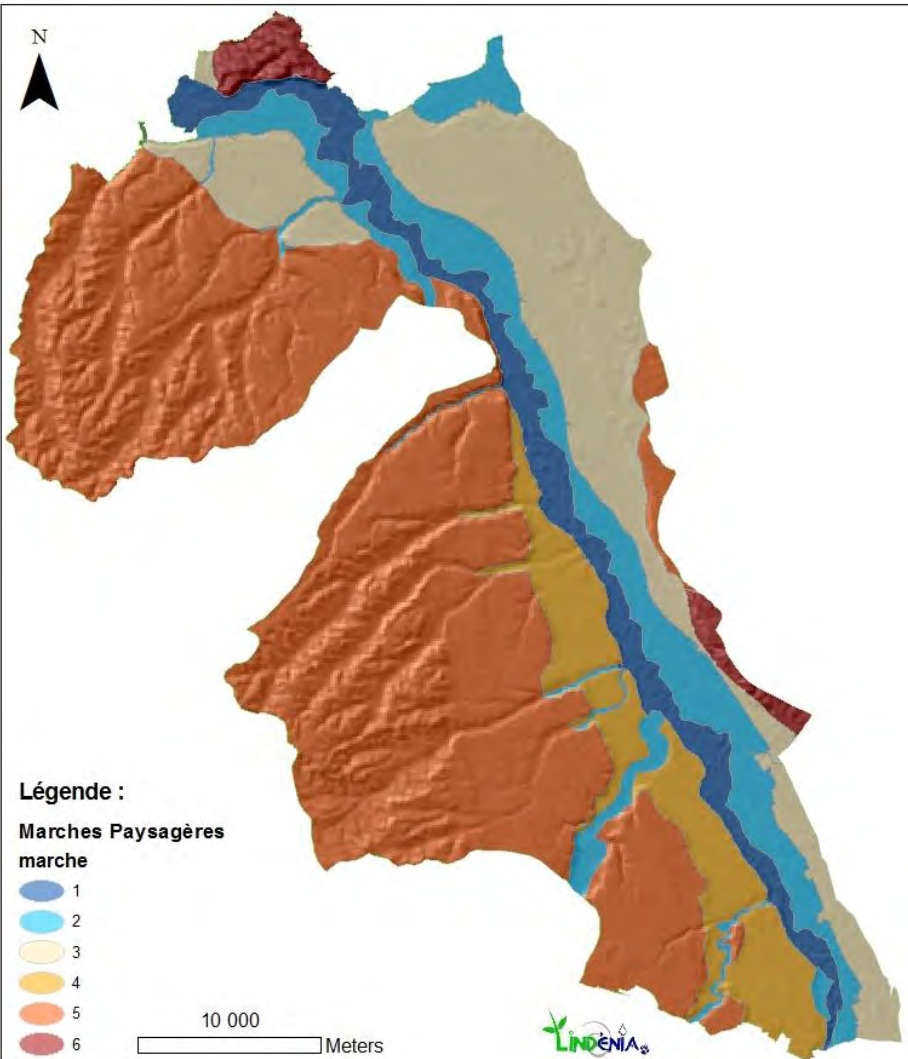 N
Légende :
Marches Paysagères
marche
1
2
3
4
5
6
10 000
Meters
LINDENIA